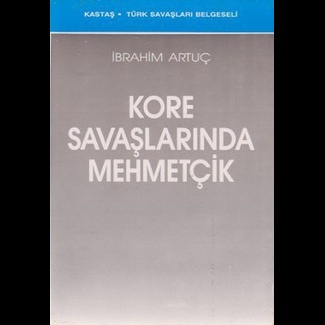 KASTAŞ • TÜRK SAVAŞLARI BELGESELİ
İBRAHİM ARTUÇ
KORE
SAVAŞLARINDA
MEHMETÇİK